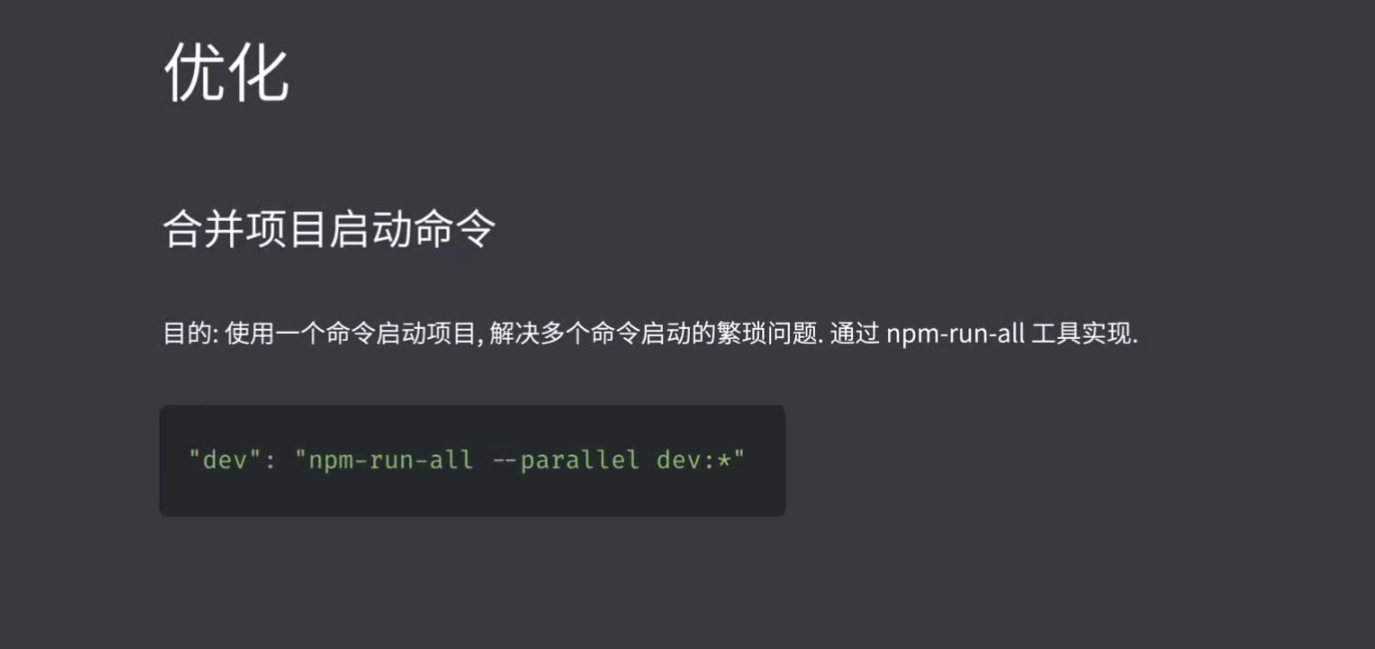 优化
合并项目启动命令
目的: 使用一个命令启动项目, 解决多个命令启动的繁琐问题. 通过 npm-run-all 工具实现.
"dev": "npm-run-all --parallel dev:*"